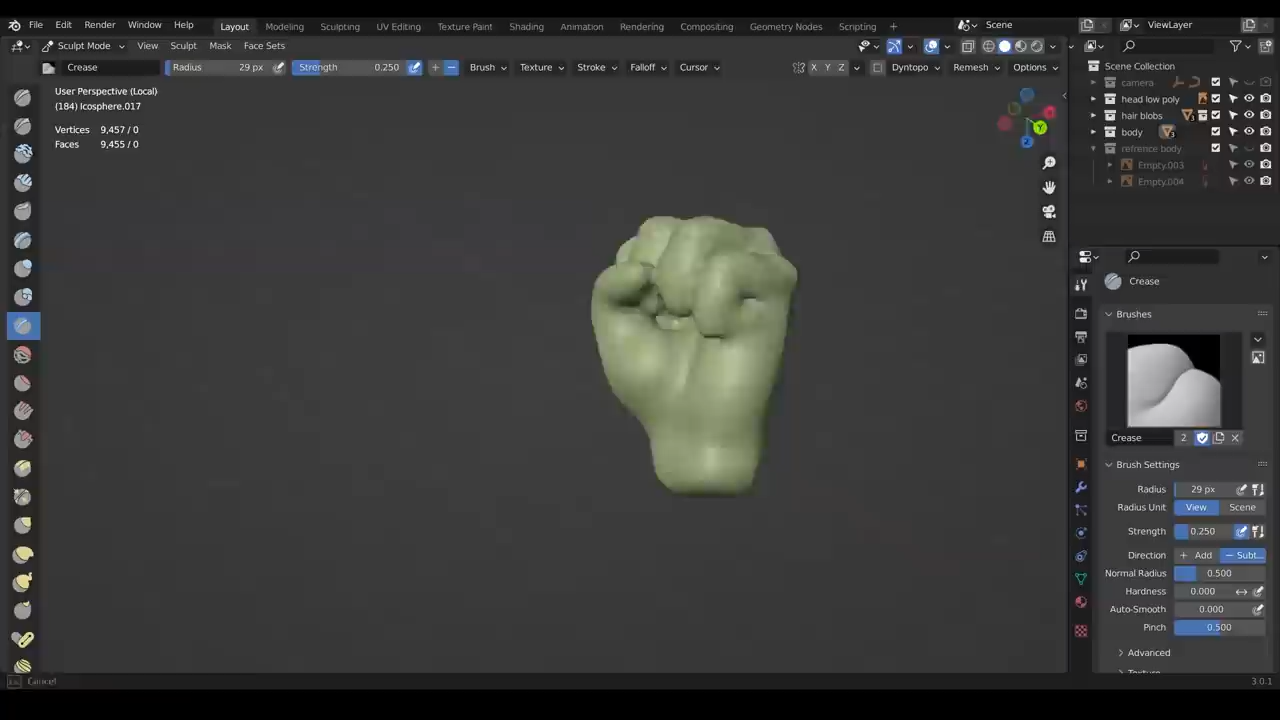 File Edit Render Window Help Layout Modeling Sculpting UV Editing Texture Paint Shading Animation Rendering Compositing Geometry Nodes Scripting + Scene ViewLayer
Sculpt Mode View Sculpt Mask Face Sets
Crease Radius 29 px Strength 0.250 + − Brush Texture Stroke Falloff Cursor X Y Z Dyntopo Remesh Options
User Perspective (Local)
(184) Icosphere.017
Vertices 9,457 / 0
Faces 9,455 / 0
Y
Z
Scene Collection
camera
head low poly
hair blobs
body
refrence body
Empty.003
Empty.004
Crease
Brushes
Crease 2
Brush Settings
Radius 29 px
Radius Unit View Scene
Strength 0.250
Direction + Add − Subt...
Normal Radius 0.500
Hardness 0.000
Auto-Smooth 0.000
Pinch 0.500
Advanced
Cancel 3.0.1